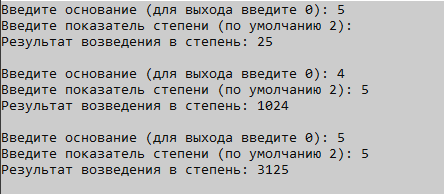 Введите основание (для выхода введите 0): 5
Введите показатель степени (по умолчанию 2):
Результат возведения в степень: 25
Введите основание (для выхода введите 0): 4
Введите показатель степени (по умолчанию 2): 5
Результат возведения в степень: 1024
Введите основание (для выхода введите 0): 5
Введите показатель степени (по умолчанию 2): 5
Результат возведения в степень: 3125